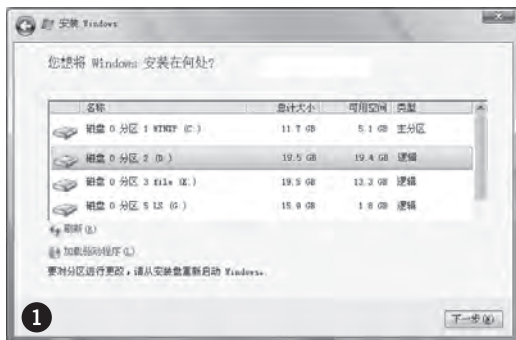 安装 Windows
您想将 Windows 安装在何处?
名称 总计大小 可用空间 类型
磁盘 0 分区 1 (C:) 11.7 GB 5.1 GB 主分区
磁盘 0 分区 2 (D:) 19.5 GB 19.4 GB 逻辑
磁盘 0 分区 3 file (E:) 19.5 GB 13.3 GB 逻辑
磁盘 0 分区 5 LS (G:) 15.9 GB 1.8 GB 逻辑
刷新(R)
加载驱动程序(L)
要对分区进行更改，请从安装盘重新启动 Windows。
1
下一步(N)